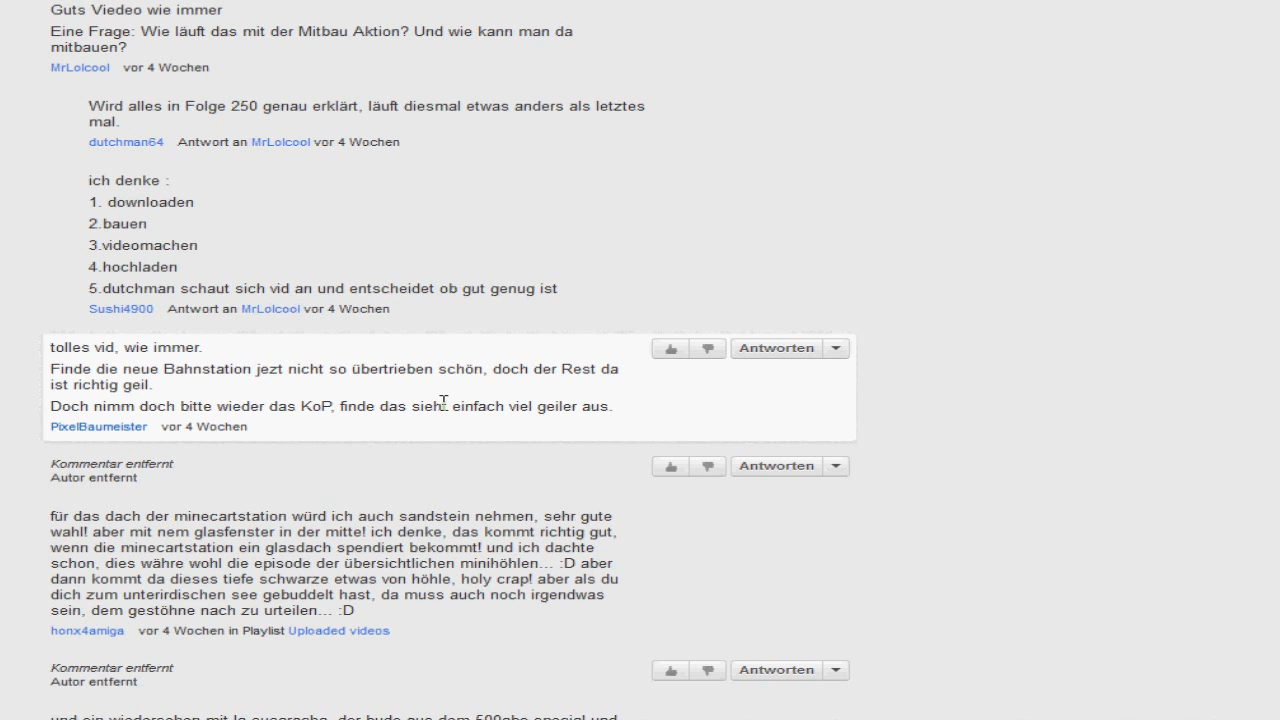 Guts Viedeo wie immer
Eine Frage: Wie läuft das mit der Mitbau Aktion? Und wie kann man da
mitbauen?
MrLolcool vor 4 Wochen
Wird alles in Folge 250 genau erklärt, läuft diesmal etwas anders als letztes
mal.
dutchman64 Antwort an MrLolcool vor 4 Wochen
ich denke :
1. downloaden
2.bauen
3.videomachen
4.hochladen
5.dutchman schaut sich vid an und entscheidet ob gut genug ist
Sushi4900 Antwort an MrLolcool vor 4 Wochen
tolles vid, wie immer.
Antworten
Finde die neue Bahnstation jezt nicht so übertrieben schön, doch der Rest da
ist richtig geil.
Doch nimm doch bitte wieder das KoP, finde das sieht einfach viel geiler aus.
PixelBaumeister vor 4 Wochen
Kommentar entfernt
Antworten
Autor entfernt
für das dach der minecartstation würd ich auch sandstein nehmen, sehr gute
wahl! aber mit nem glasfenster in der mitte! ich denke, das kommt richtig gut,
wenn die minecartstation ein glasdach spendiert bekommt! und ich dachte
schon, dies währe wohl die episode der übersichtlichen minihöhlen... :D aber
dann kommt da dieses tiefe schwarze etwas von höhle, holy crap! aber als du
dich zum unterirdischen see gebuddelt hast, da muss auch noch irgendwas
sein, dem gestöhne nach zu urteilen... :D
honx4amiga vor 4 Wochen in Playlist Uploaded videos
Kommentar entfernt
Antworten
Autor entfernt